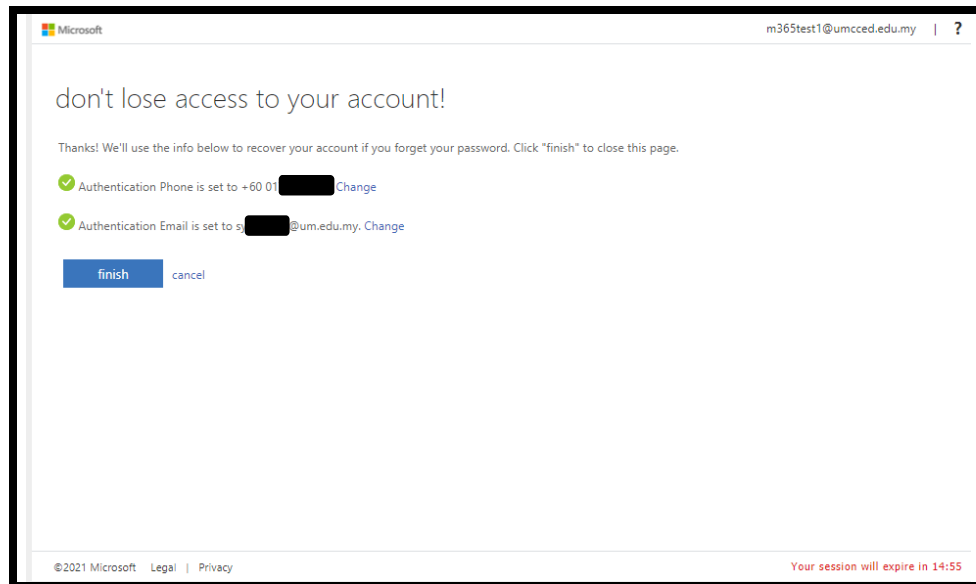 Microsoft
m365test1@umcced.edu.my | ?
don't lose access to your account!
Thanks! We'll use the info below to recover your account if you forget your password. Click "finish" to close this page.
Authentication Phone is set to +60 01 Change
Authentication Email is set to sy @um.edu.my. Change
finish cancel
©2021 Microsoft Legal | Privacy
Your session will expire in 14:55